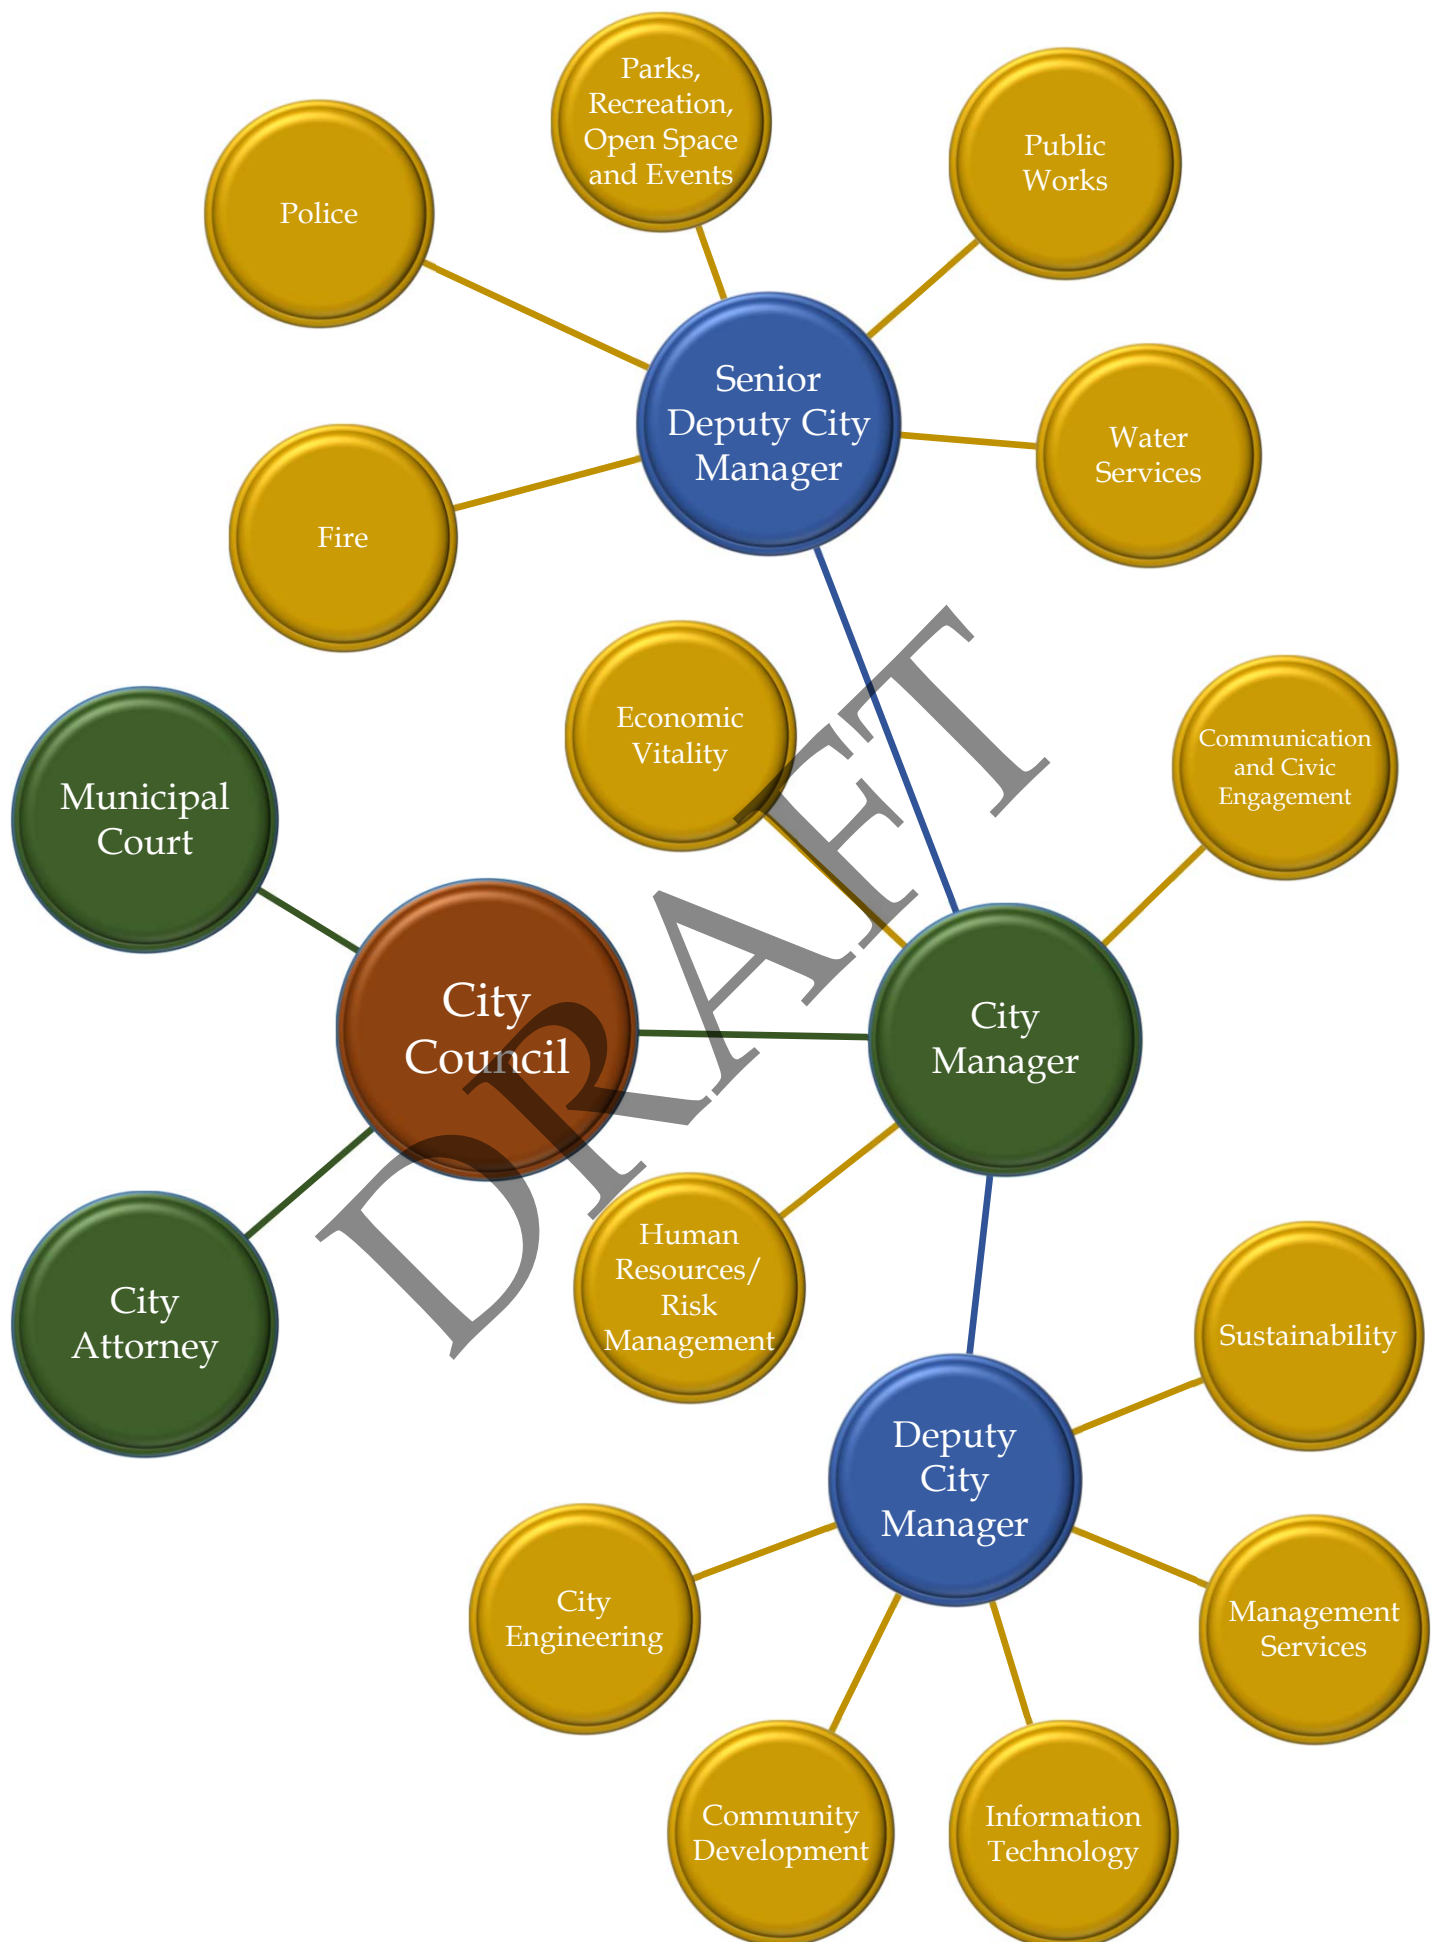 Parks,
Recreation,
Open Space
and Events
Public
Works
Police
Senior
Deputy City
Manager
Water
Services
Fire
Economic
Vitality
Communication
and Civic
Engagement
Municipal
Court
City
Council
City
Manager
DRAFT
Human
Resources/
Risk
Management
City
Attorney
Sustainability
Deputy
City
Manager
City
Engineering
Management
Services
Community
Development
Information
Technology